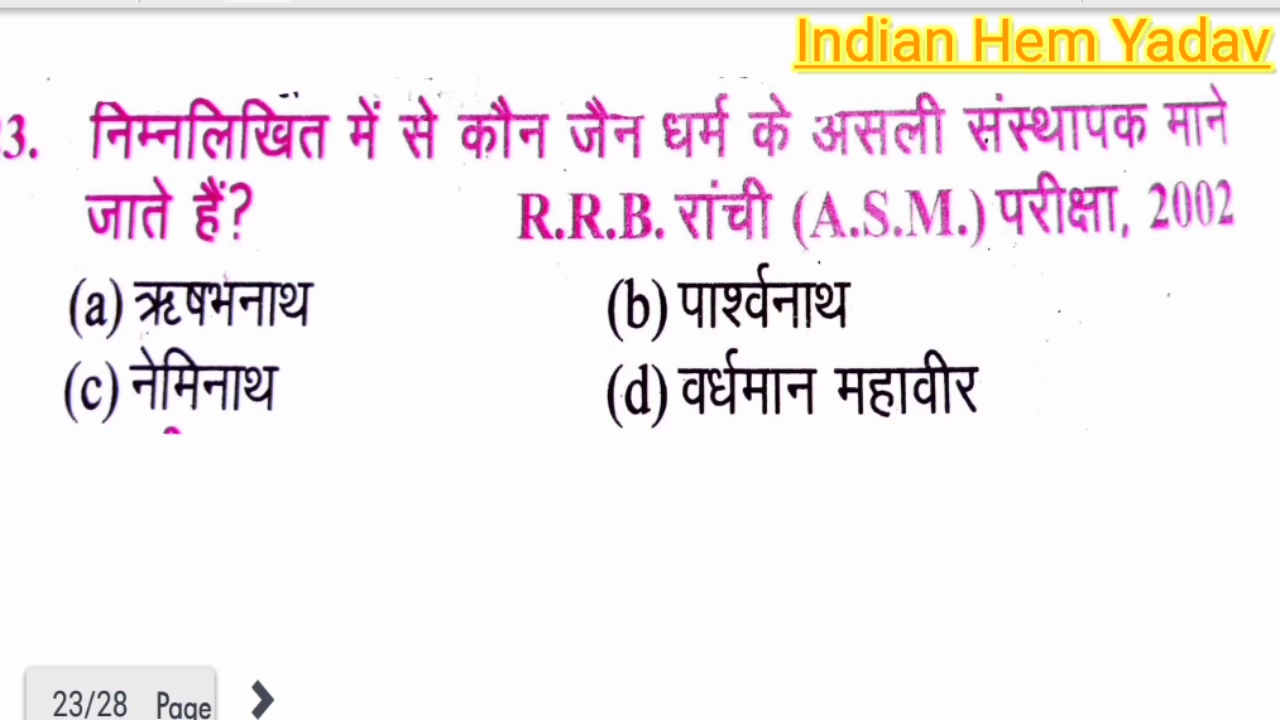 Indian Hem Yadav
3. निम्नलिखित में से कौन जैन धर्म के असली संस्थापक माने
जाते हैं? R.R.B. रांची (A.S.M.) परीक्षा, 2002
(a) ऋषभनाथ (b) पार्श्वनाथ
(c) नेमिनाथ (d) वर्धमान महावीर
23/28 Page